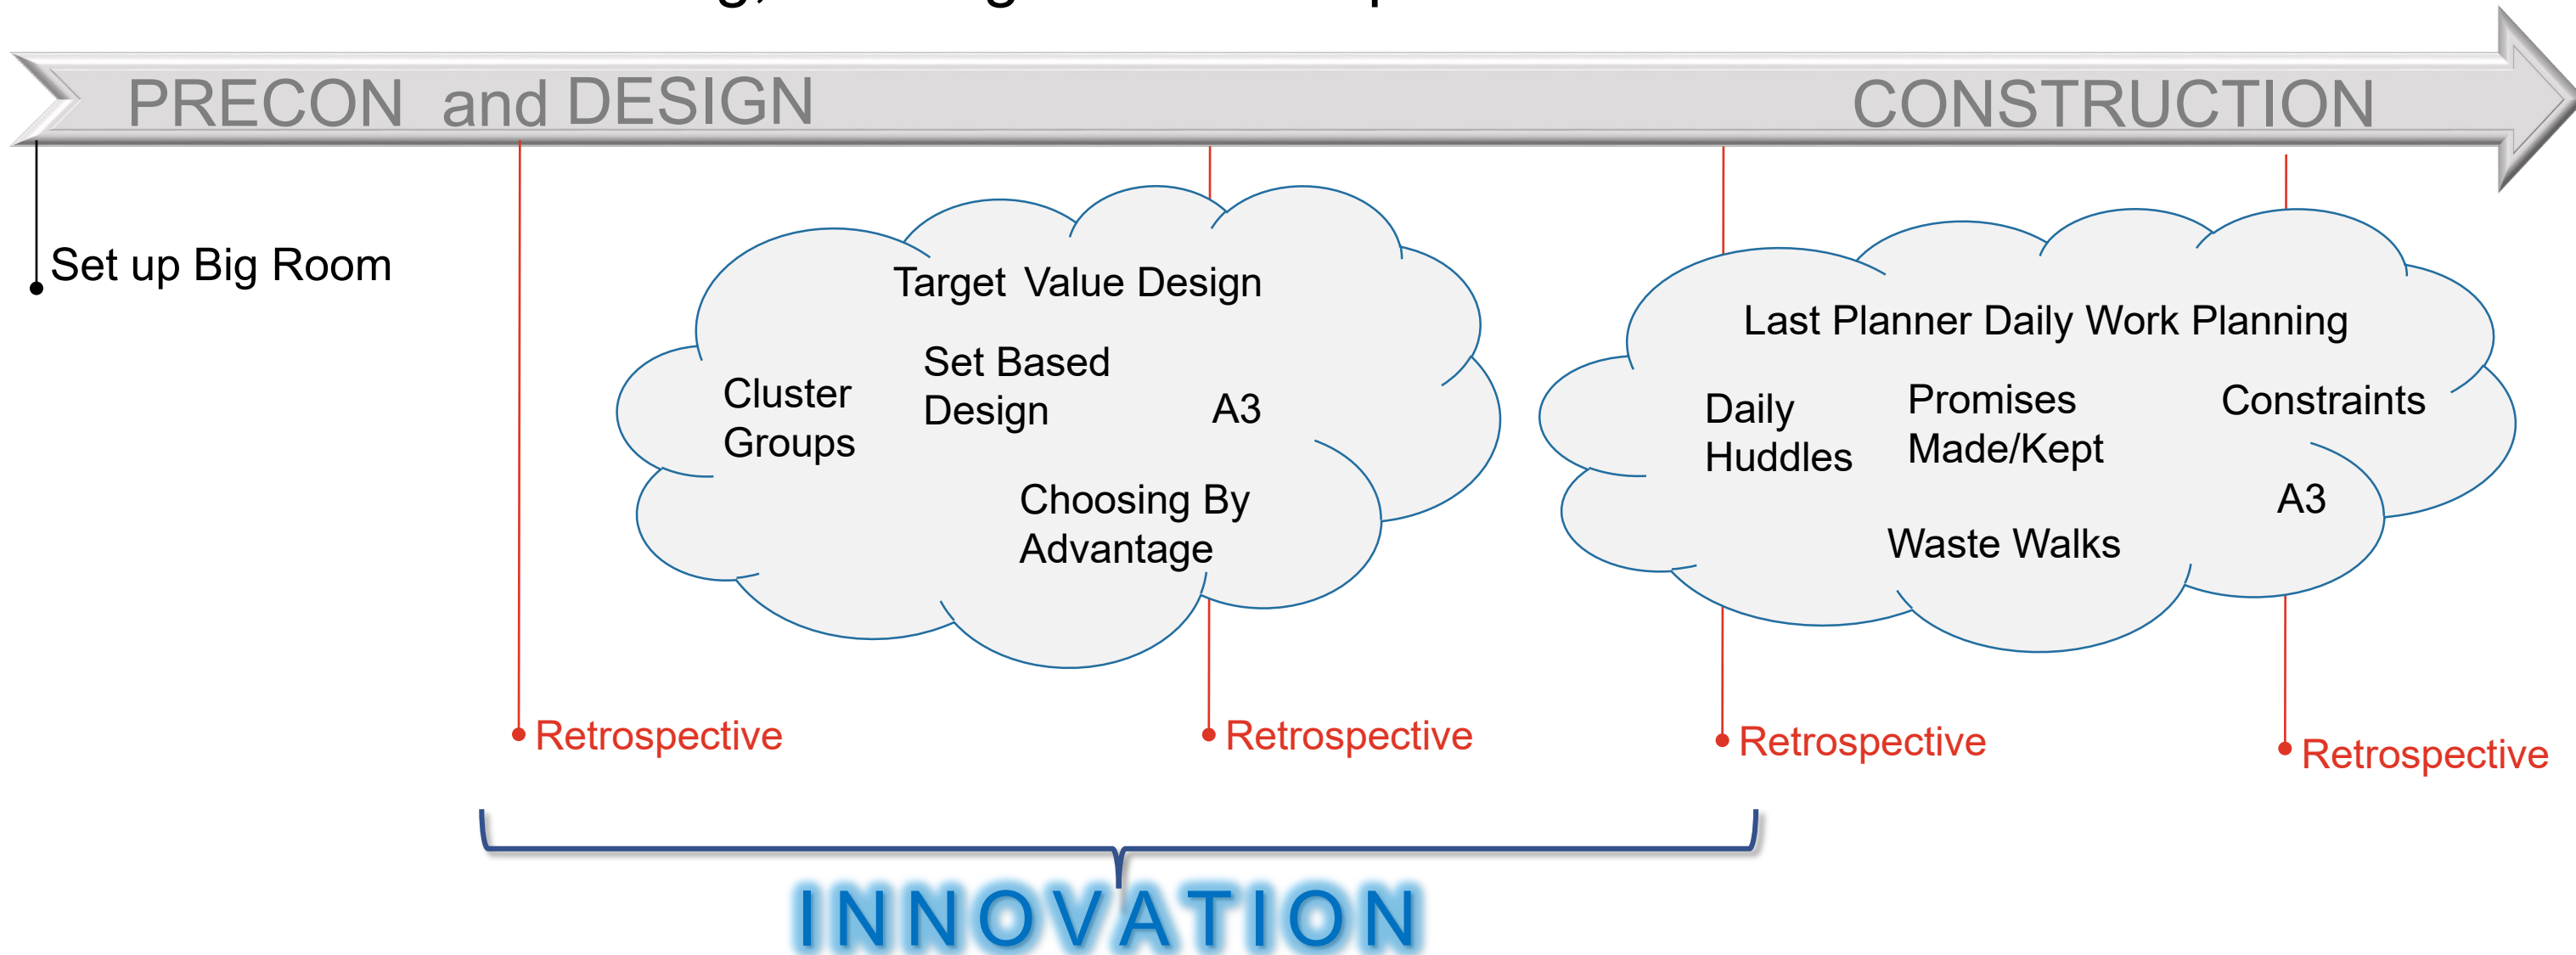 PRECON and DESIGN
CONSTRUCTION
Set up Big Room
Target Value Design
Cluster
Groups
Set Based
Design
A3
Choosing By
Advantage
Last Planner Daily Work Planning
Daily
Huddles
Promises
Made/Kept
Constraints
A3
Waste Walks
Retrospective
Retrospective
Retrospective
Retrospective
INNOVATION